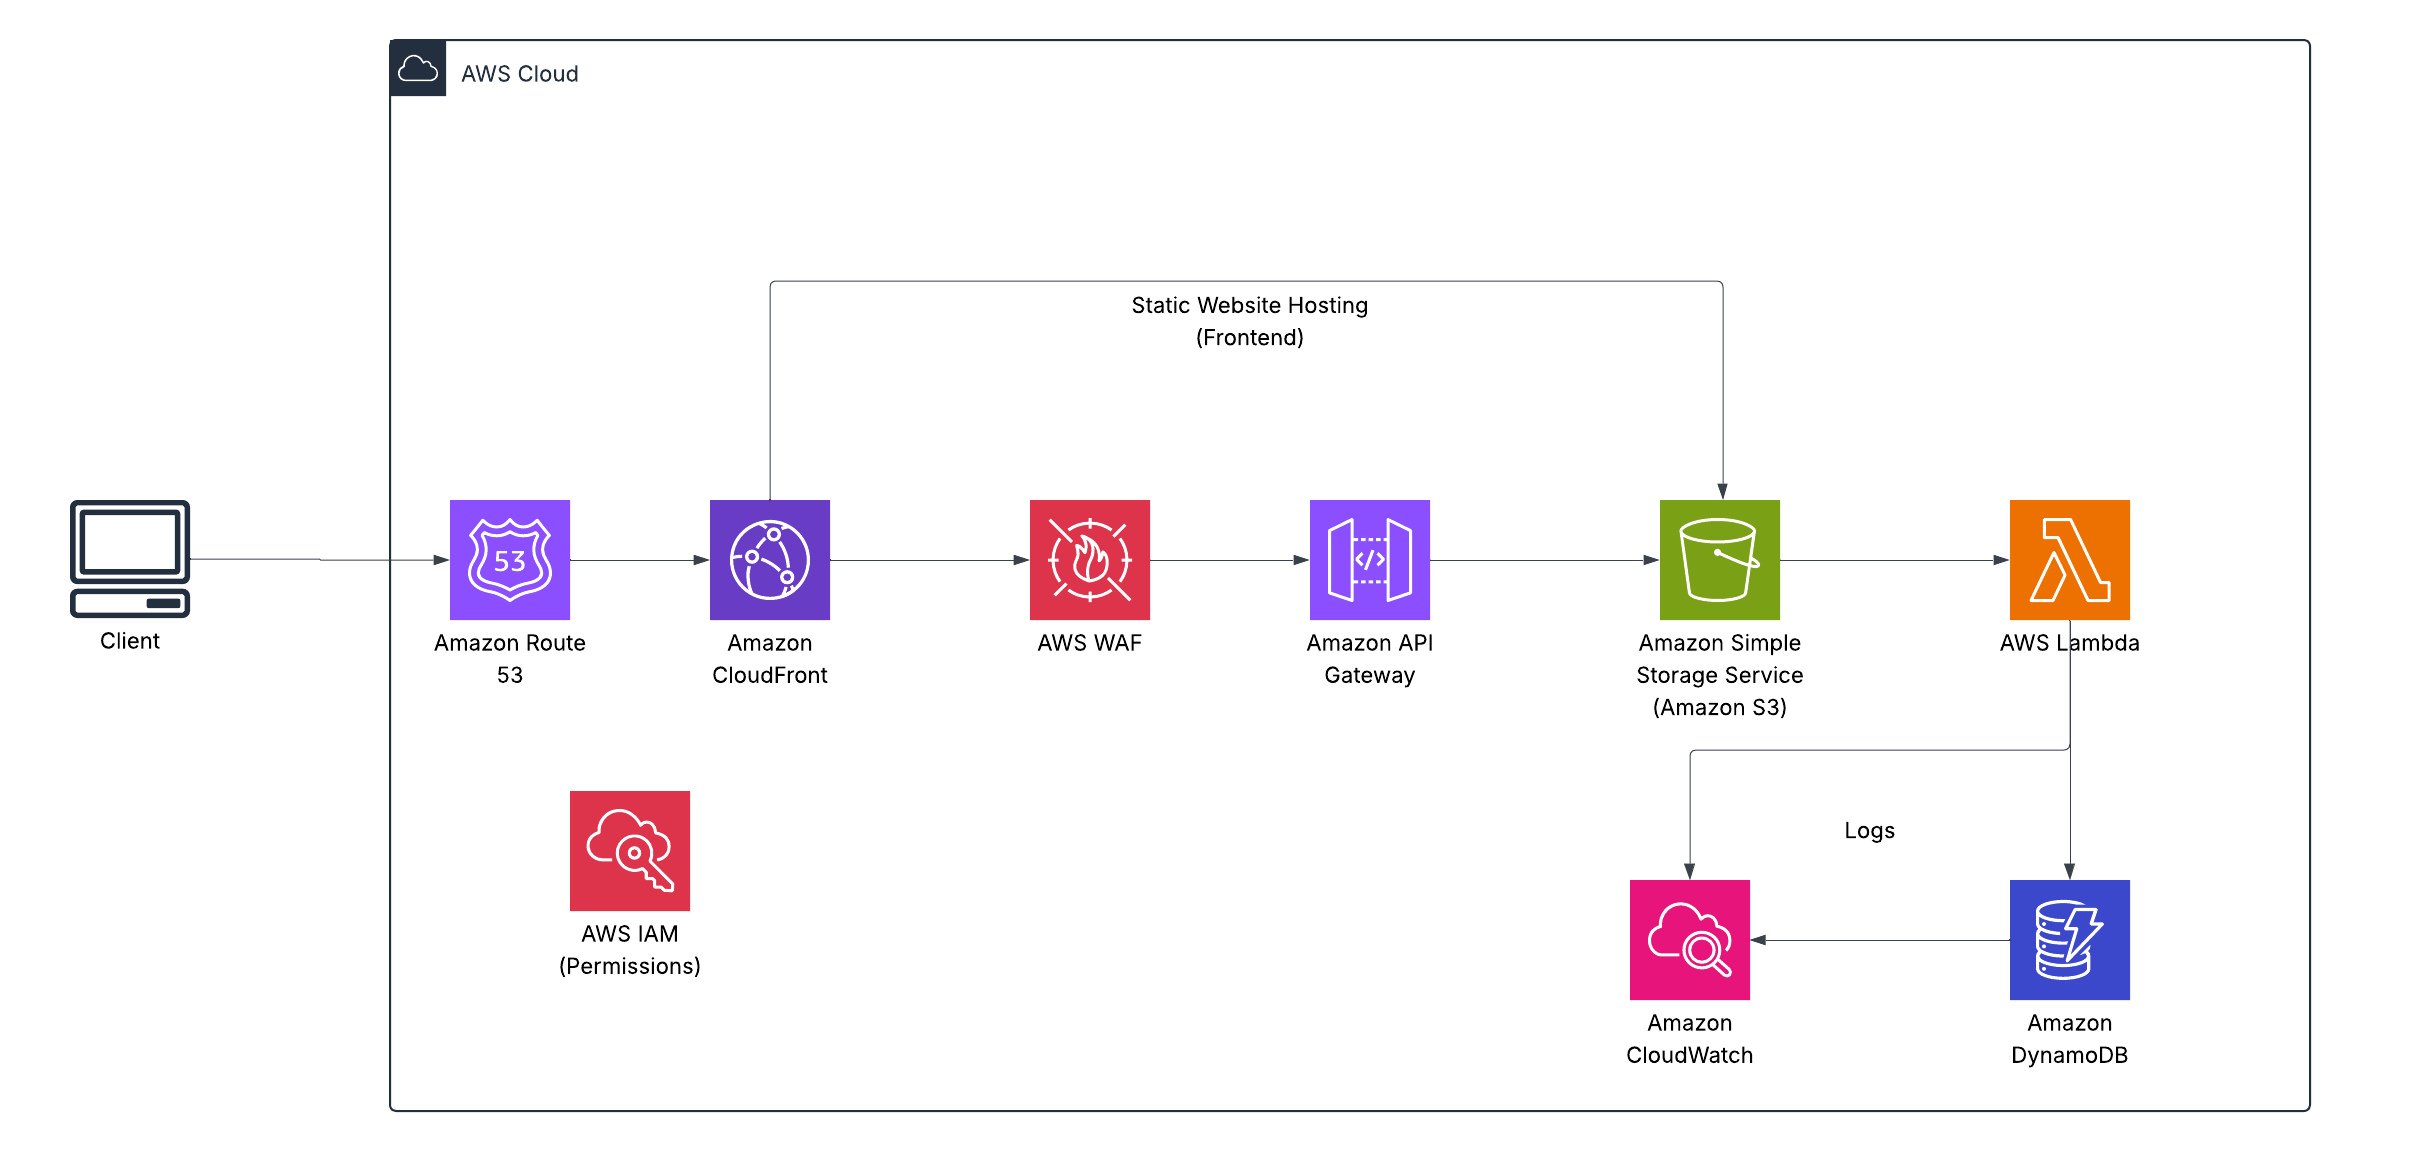 AWS Cloud
Static Website Hosting
(Frontend)
53
</>
Client
Amazon Route
53
Amazon
CloudFront
AWS WAF
Amazon API
Gateway
Amazon Simple
Storage Service
(Amazon S3)
AWS Lambda
AWS IAM
(Permissions)
Logs
Amazon
CloudWatch
Amazon
DynamoDB